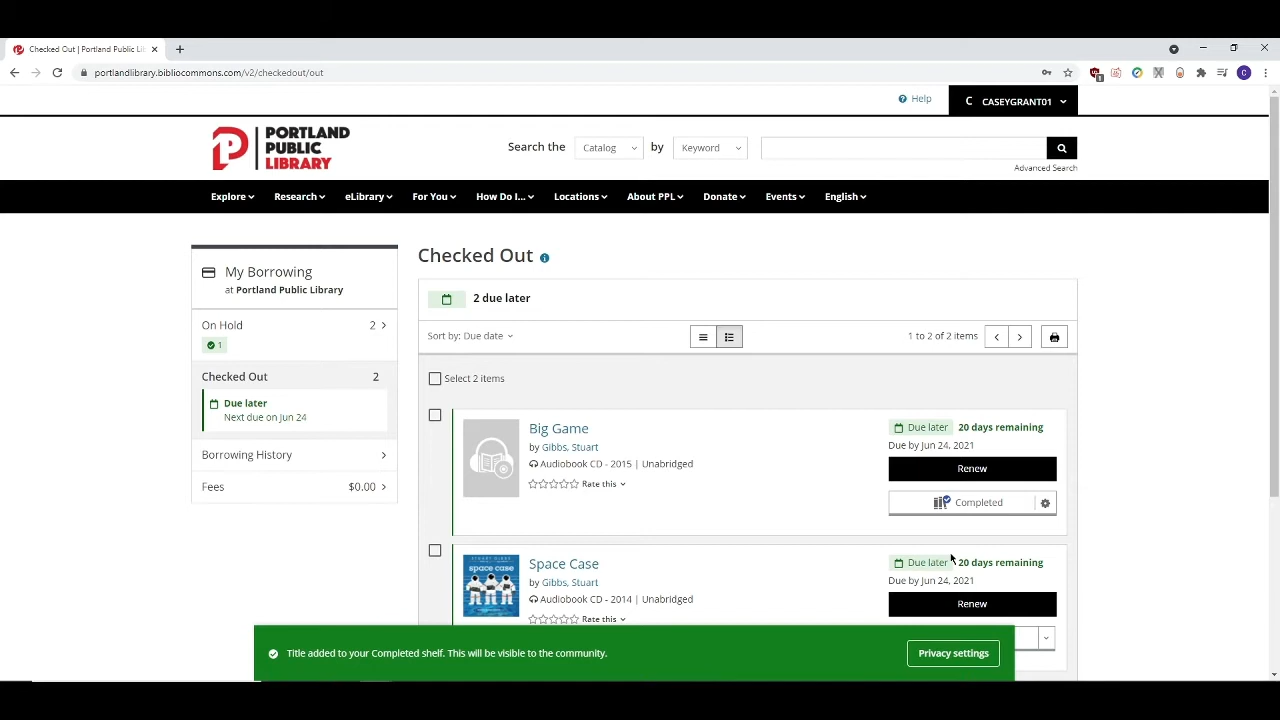 Checked Out | Portland Public Lib
portlandlibrary.bibliocommons.com/v2/checkedout/out
1
C
Help
C CASEYGRANT01
PORTLAND
PUBLIC
LIBRARY
Search the Catalog by Keyword
Advanced Search
Explore Research eLibrary For You How Do I... Locations About PPL Donate Events English
My Borrowing
at Portland Public Library
On Hold 2
1
Checked Out 2
Due later
Next due on Jun 24
Borrowing History
Fees $0.00
Checked Out
2 due later
Sort by: Due date
1 to 2 of 2 items
Select 2 items
Big Game
by Gibbs, Stuart
Audiobook CD - 2015 | Unabridged
Rate this
Due later 20 days remaining
Due by Jun 24, 2021
Renew
Completed
STUART GIBBS
space case
Space Case
by Gibbs, Stuart
Audiobook CD - 2014 | Unabridged
Rate this
Due later 20 days remaining
Due by Jun 24, 2021
Renew
Title added to your Completed shelf. This will be visible to the community.
Privacy settings